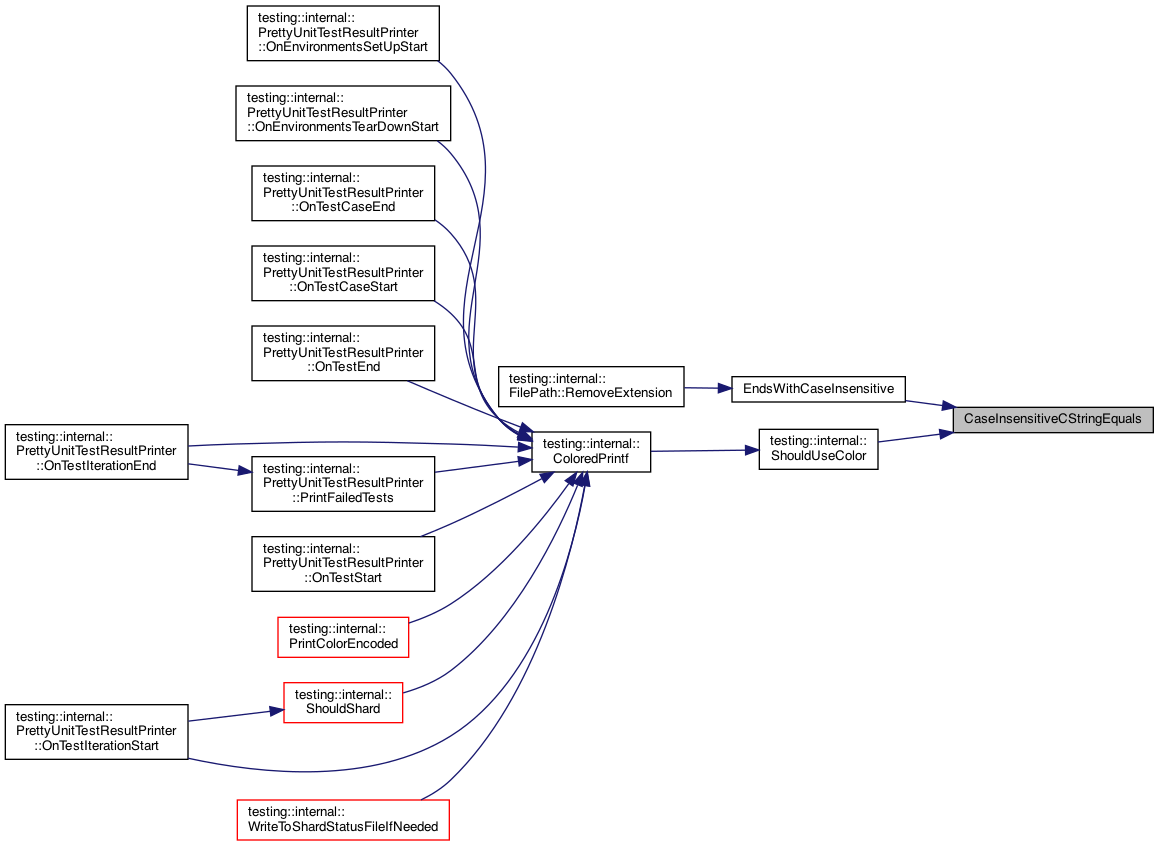 testing::internal::
PrettyUnitTestResultPrinter
::OnEnvironmentsSetUpStart
testing::internal::
PrettyUnitTestResultPrinter
::OnEnvironmentsTearDownStart
testing::internal::
PrettyUnitTestResultPrinter
::OnTestCaseEnd
testing::internal::
PrettyUnitTestResultPrinter
::OnTestCaseStart
testing::internal::
PrettyUnitTestResultPrinter
::OnTestEnd
testing::internal::
FilePath::RemoveExtension
EndsWithCaseInsensitive
CaseInsensitiveCStringEquals
testing::internal::
PrettyUnitTestResultPrinter
::OnTestIterationEnd
testing::internal::
ColoredPrintf
testing::internal::
ShouldUseColor
testing::internal::
PrettyUnitTestResultPrinter
::PrintFailedTests
testing::internal::
PrettyUnitTestResultPrinter
::OnTestStart
testing::internal::
PrintColorEncoded
testing::internal::
ShouldShard
testing::internal::
PrettyUnitTestResultPrinter
::OnTestIterationStart
testing::internal::
WriteToShardStatusFileIfNeeded